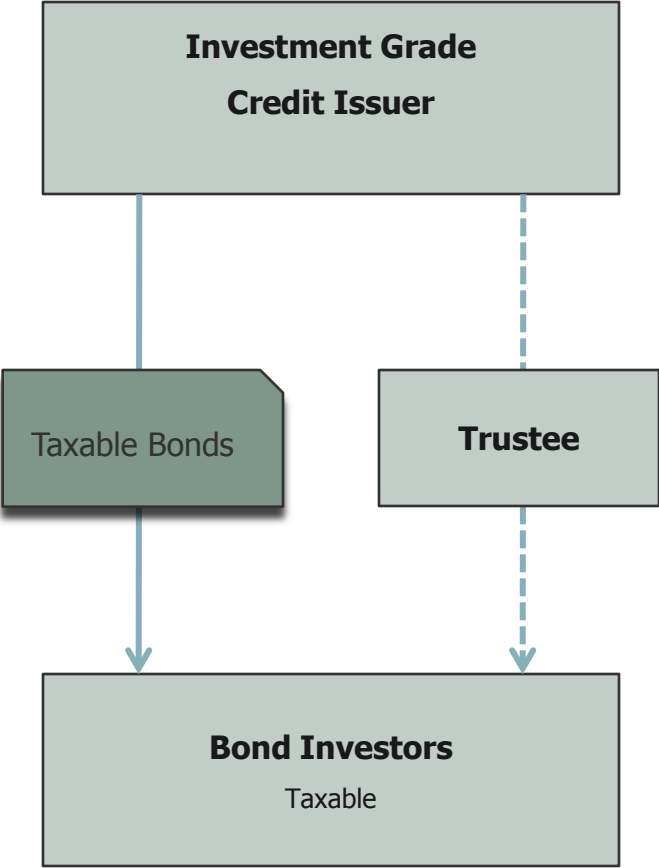 Investment Grade
Credit Issuer
Taxable Bonds
Trustee
Bond Investors
Taxable